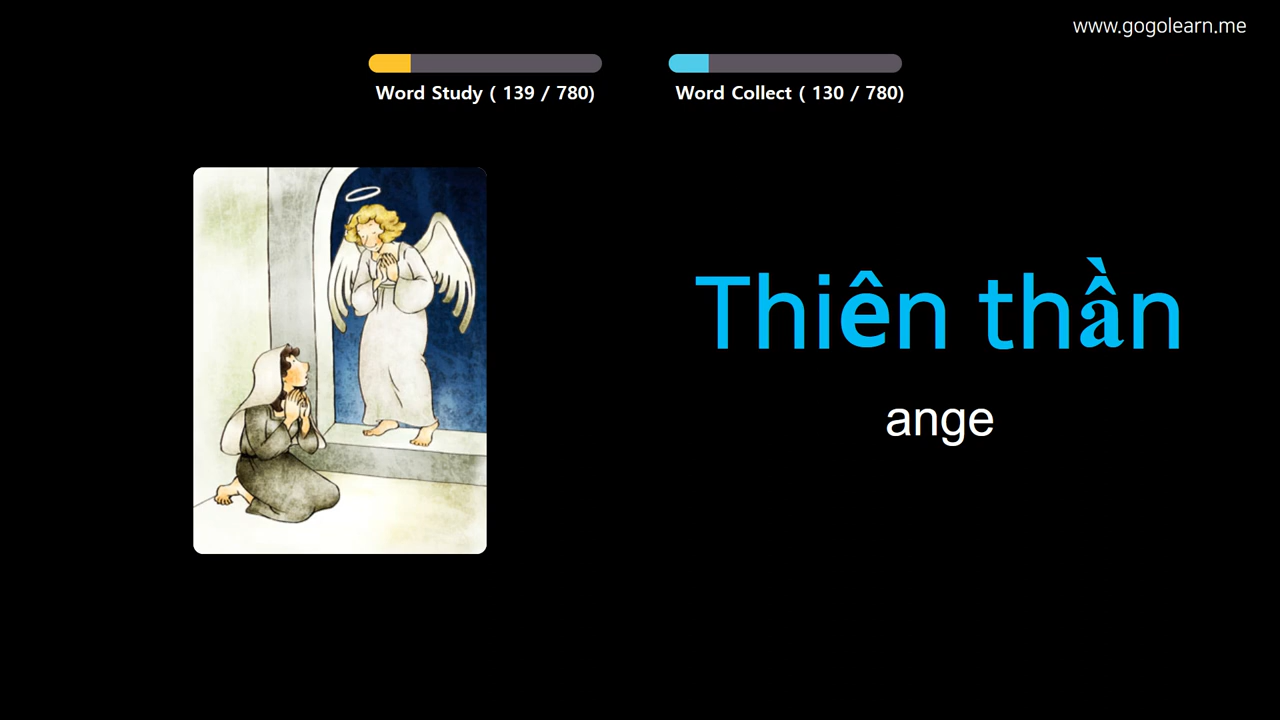 www.gogolearn.me
Word Study ( 139 / 780)
Word Collect ( 130 / 780)
Thiên thần
ange